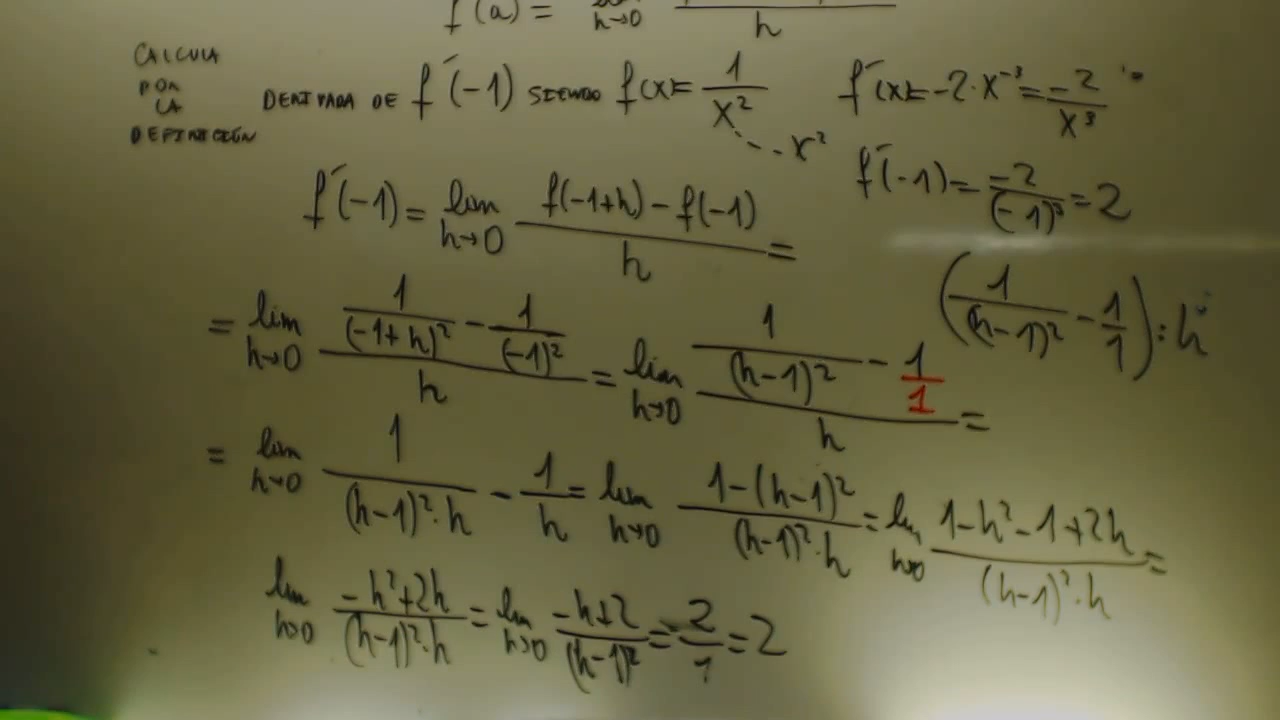 f´(a) = lim h→0 h
CALCULA
POR
LA
DEFINICIÓN
DERIVADA DE f´(-1) SIENDO f(x)= 1/x² f´(x)= -2·x⁻³ = -2/x³
x²
f´(-1) = -2/(-1)³ = 2
f´(-1) = lim h→0 (f(-1+h) - f(-1))/h =
(1/(h-1)² - 1/1) : h
= lim h→0 (1/(-1+h)² - 1/(-1)²)/h = lim h→0 (1/(h-1)² - 1/1)/h =
= lim h→0 1/((h-1)²·h) - 1/h = lim h→0 (1-(h-1)²)/((h-1)²·h) = lim h→0 (1-h²-1+2h)/((h-1)²·h) =
lim h→0 (-h²+2h)/((h-1)²·h) = lim h→0 (-h+2)/(h-1)² = 2/1 = 2